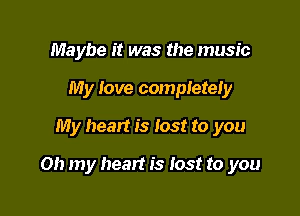 Maybe it was the music
My love completely
My heart is lost to you
Oh my heart is lost to you